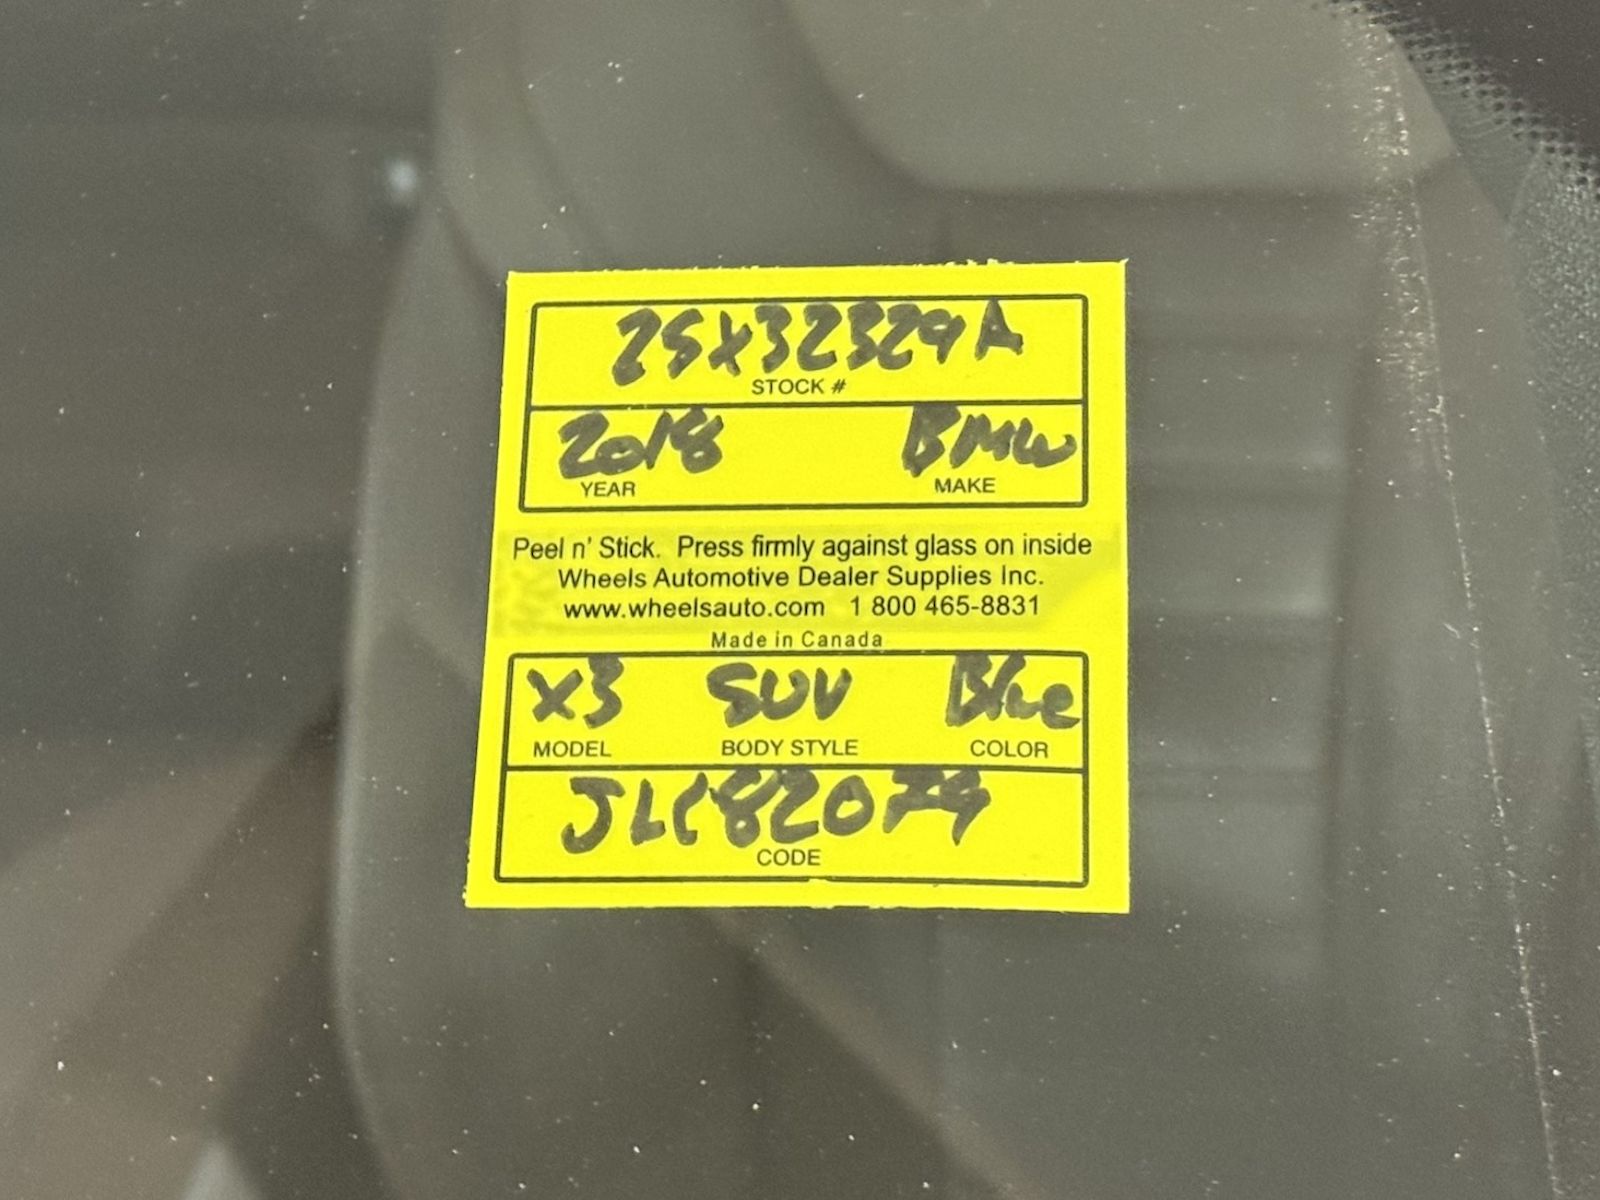 25X32329A
STOCK #
2018 BMW
YEAR MAKE
Peel n' Stick. Press firmly against glass on inside
Wheels Automotive Dealer Supplies Inc.
www.wheelsauto.com 1 800 465-8831
Made in Canada
X3 SUV Blue
MODEL BODY STYLE COLOR
JLC82079
CODE